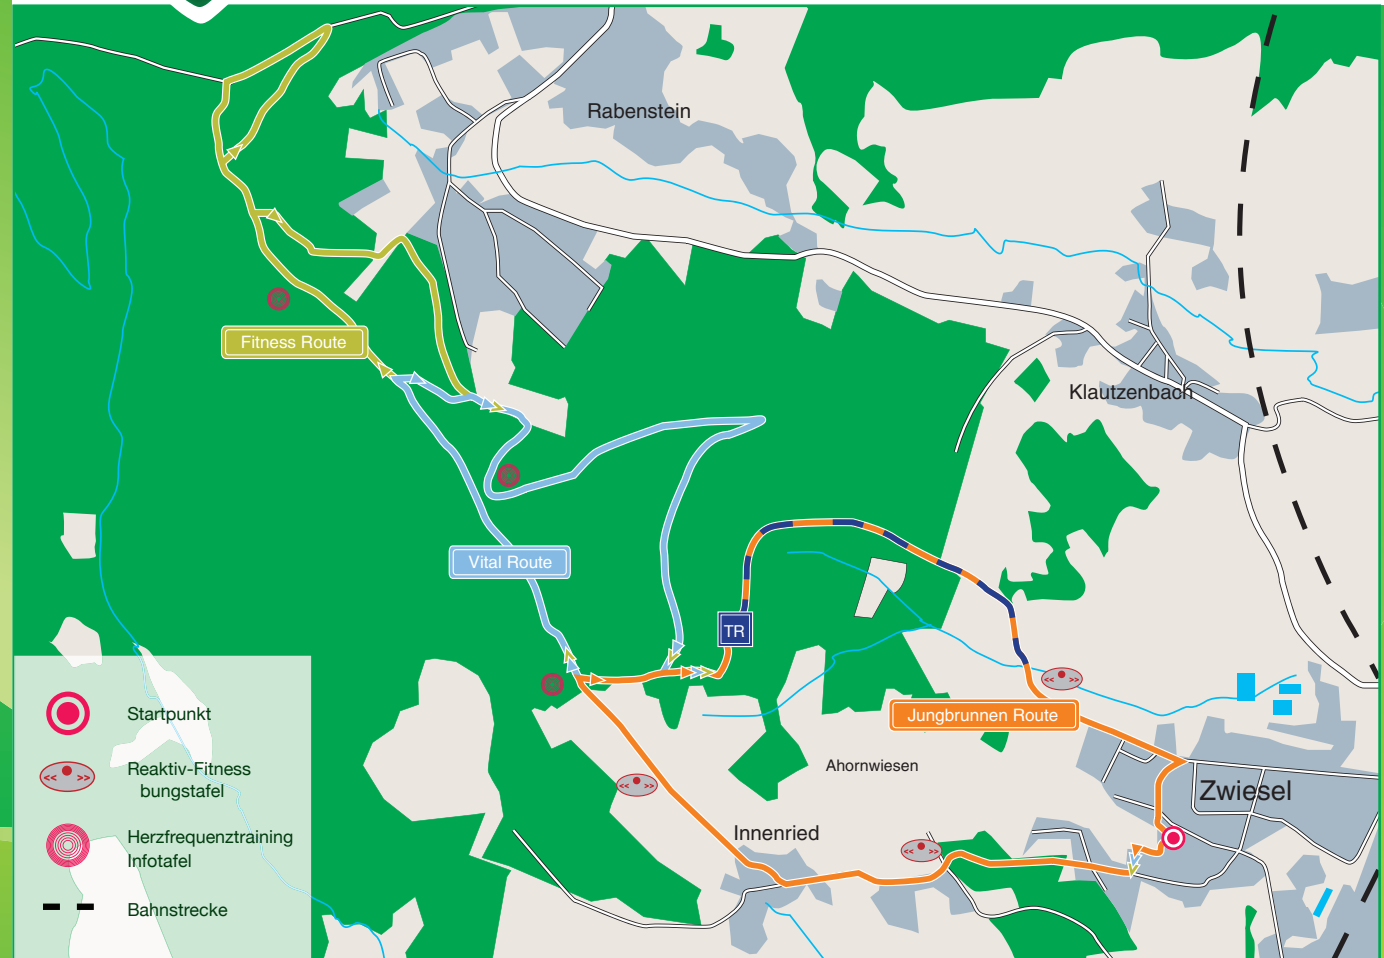 Rabenstein
Klautzenbach
Fitness Route
Vital Route
TR
Jungbrunnen Route
Ahornwiesen
Zwiesel
Innenried
<< >>
<< >>
<< >>
Startpunkt
<< >>
Reaktiv-Fitness
bungstafel
Herzfrequenztraining
Infotafel
Bahnstrecke